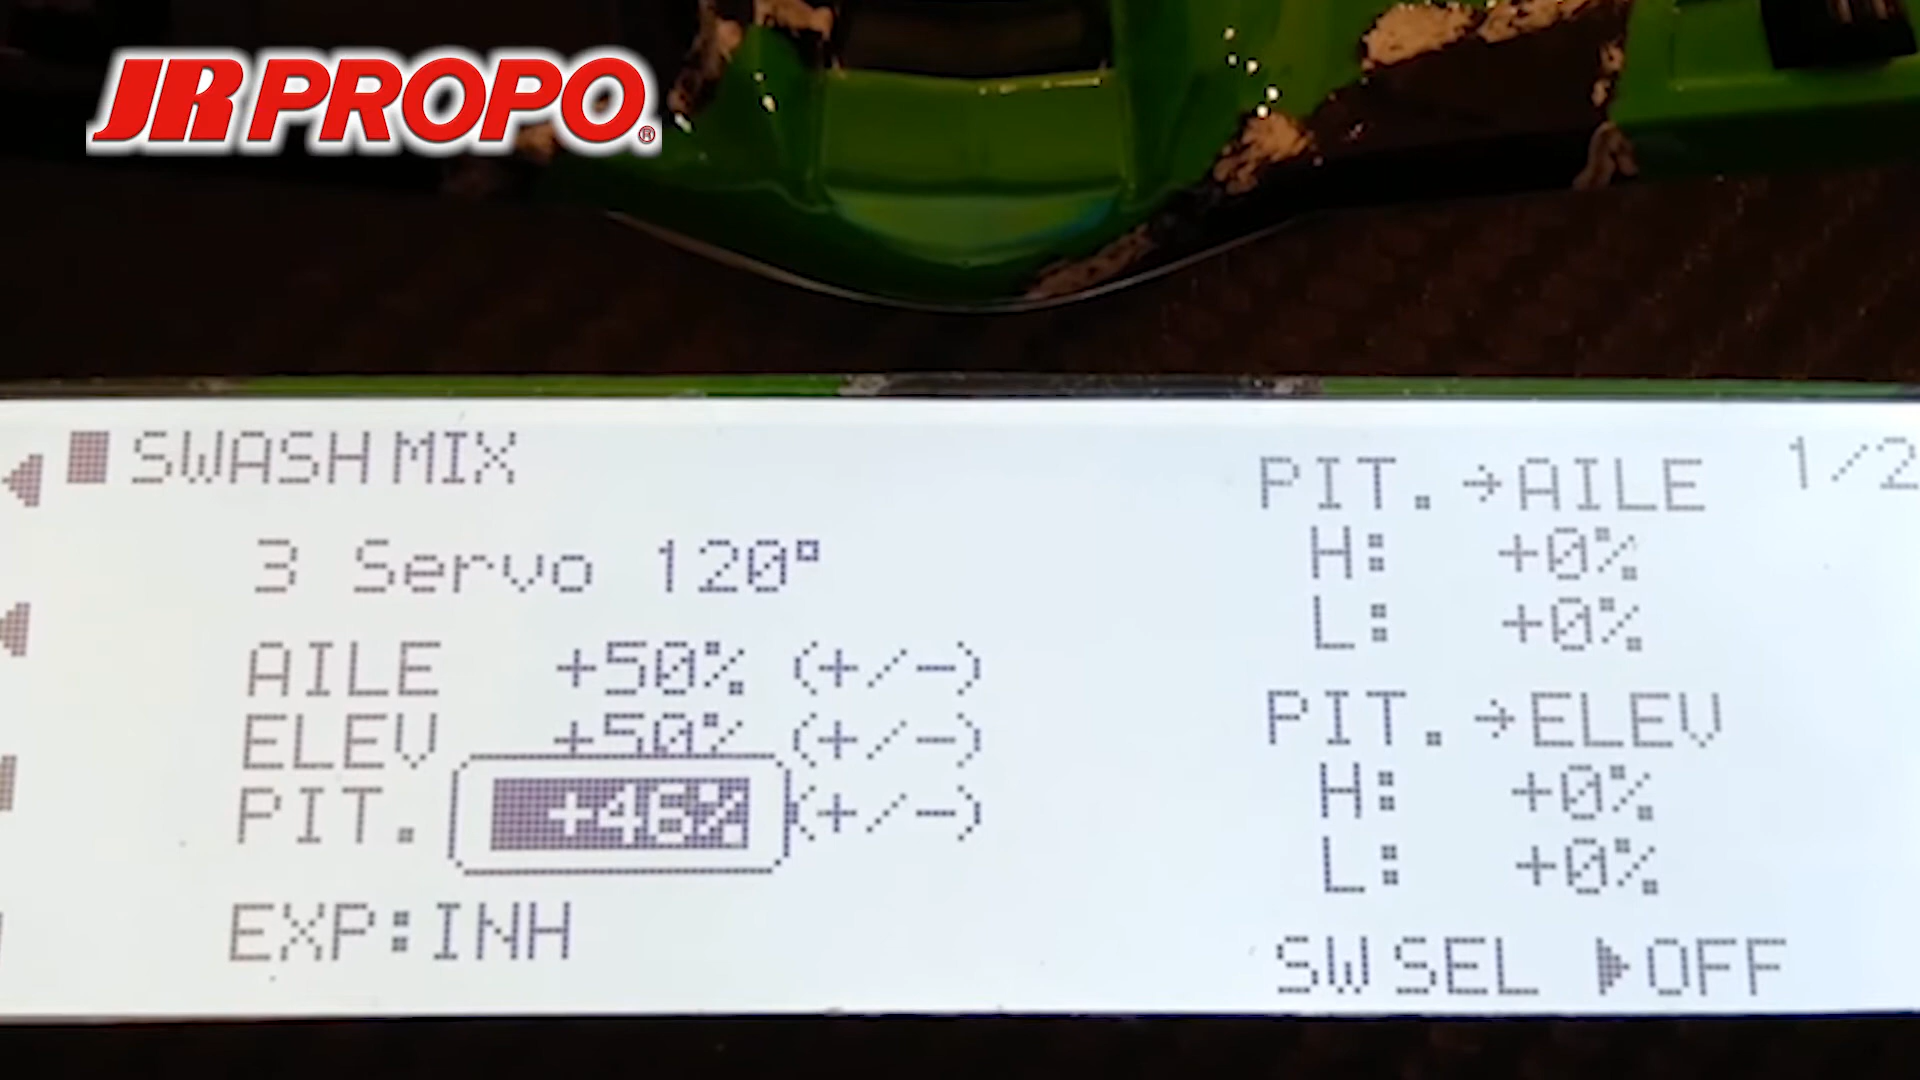 JR PROPO®
SWASH MIX
1/2
3 Servo 120°
AILE +50% (+/-)
ELEV +50% (+/-)
PIT. +46% (+/-)
EXP:INH
PIT.→AILE
H: +0%
L: +0%
PIT.→ELEV
H: +0%
L: +0%
SW SEL ▶OFF